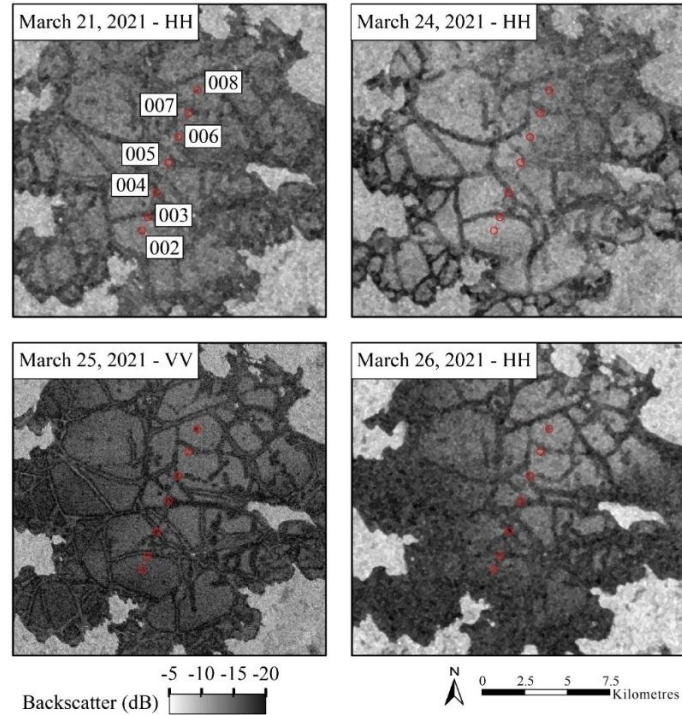 March 21, 2021 - HH
008
007
006
005
004
003
002
March 24, 2021 - HH
March 25, 2021 - VV
March 26, 2021 - HH
-5 -10 -15 -20
Backscatter (dB)
N
0 2.5 5 7.5
Kilometres